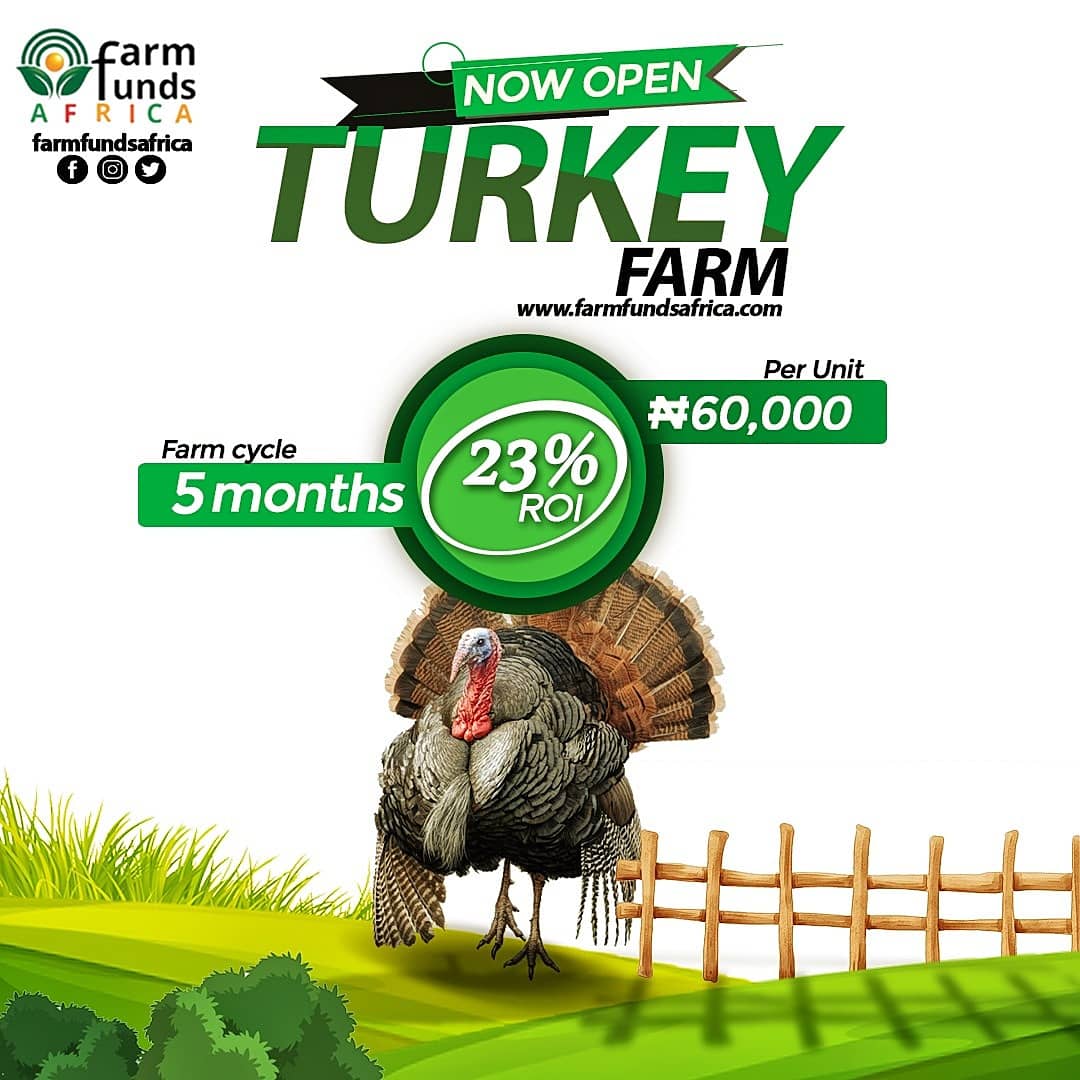 farm
funds
AFRICA
farmfundsafrica
NOW OPEN
TURKEY
FARM
www.farmfundsafrica.com
Per Unit
₦60,000
Farm cycle
5 months
23%
ROI